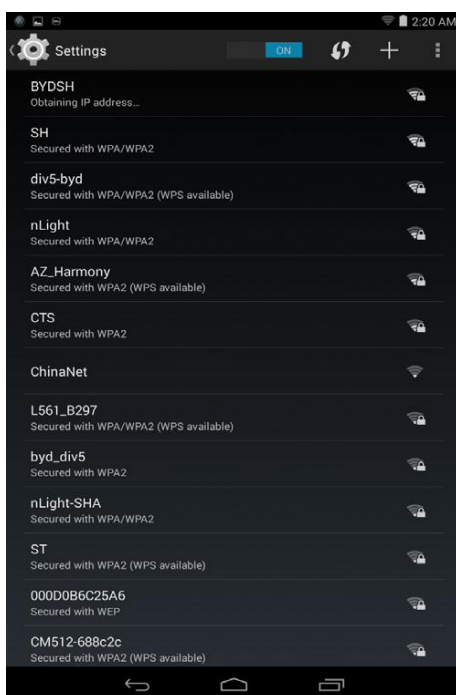 2:20 AM
Settings
ON
BYDSH
Obtaining IP address...
SH
Secured with WPA/WPA2
div5-byd
Secured with WPA/WPA2 (WPS available)
nLight
Secured with WPA/WPA2
AZ_Harmony
Secured with WPA2 (WPS available)
CTS
Secured with WPA2
ChinaNet
L561_B297
Secured with WPA/WPA2 (WPS available)
byd_div5
Secured with WPA2
nLight-SHA
Secured with WPA/WPA2
ST
Secured with WPA2 (WPS available)
000D0B6C25A6
Secured with WEP
CM512-688c2c
Secured with WPA2 (WPS available)